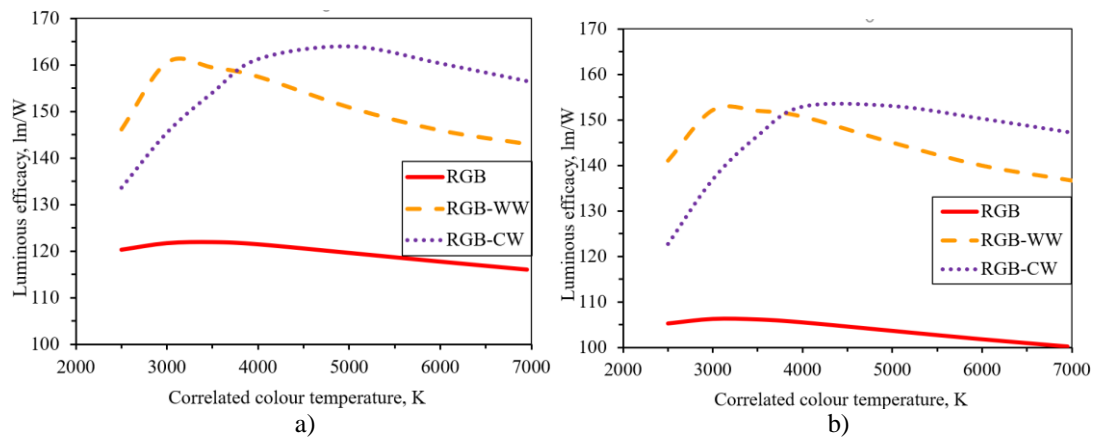 170
160
150
140
130
120
110
100
Luminous efficacy, lm/W
RGB
RGB-WW
RGB-CW
2000 3000 4000 5000 6000 7000
Correlated colour temperature, K
a)
170
160
150
140
130
120
110
100
Luminous efficacy, lm/W
RGB
RGB-WW
RGB-CW
2000 3000 4000 5000 6000 7000
Correlated colour temperature, K
b)